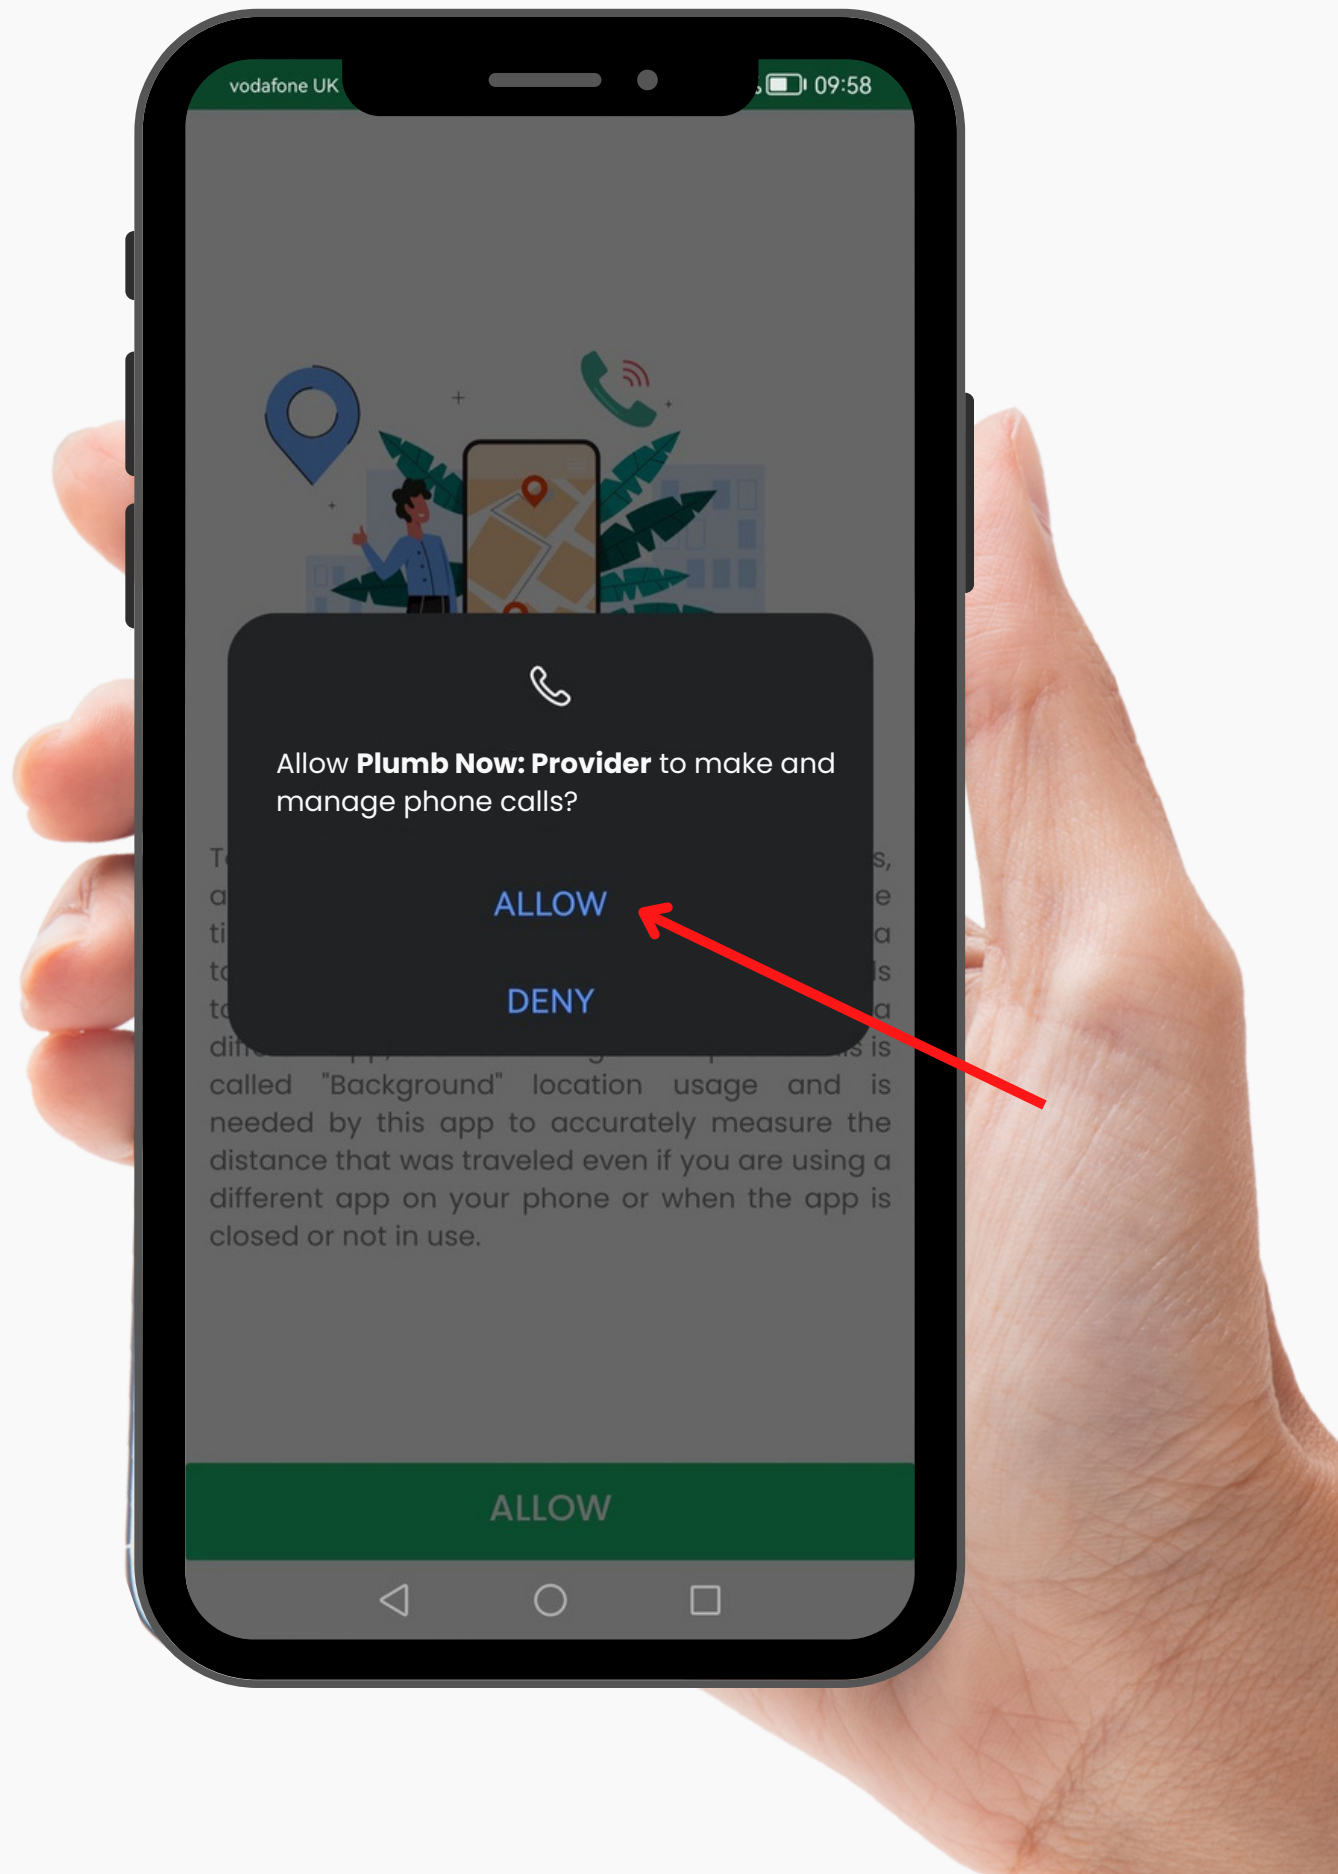 vodafone UK
09:58
Allow Plumb Now: Provider to make and
manage phone calls?
ALLOW
DENY
is
called "Background" location usage and is
needed by this app to accurately measure the
distance that was traveled even if you are using a
different app on your phone or when the app is
closed or not in use.
ALLOW